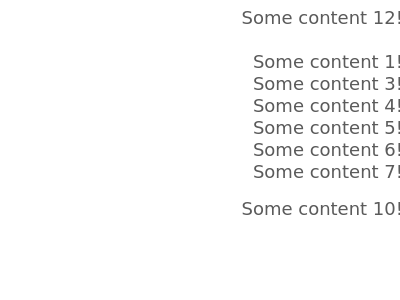 Some content 12!
Some content 1!
Some content 3!
Some content 4!
Some content 5!
Some content 6!
Some content 7!
Some content 10!